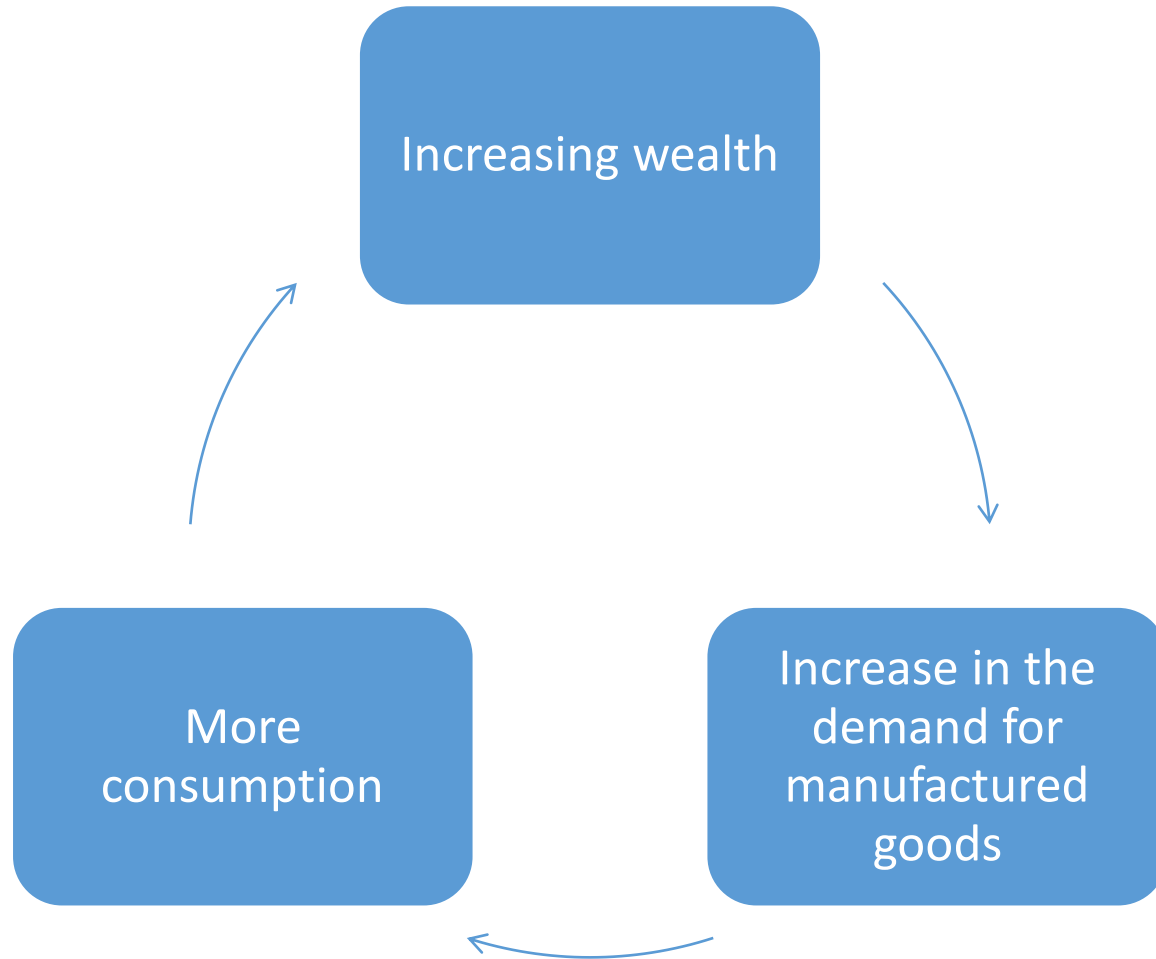 Increasing wealth
Increase in the
demand for
manufactured
goods
More
consumption